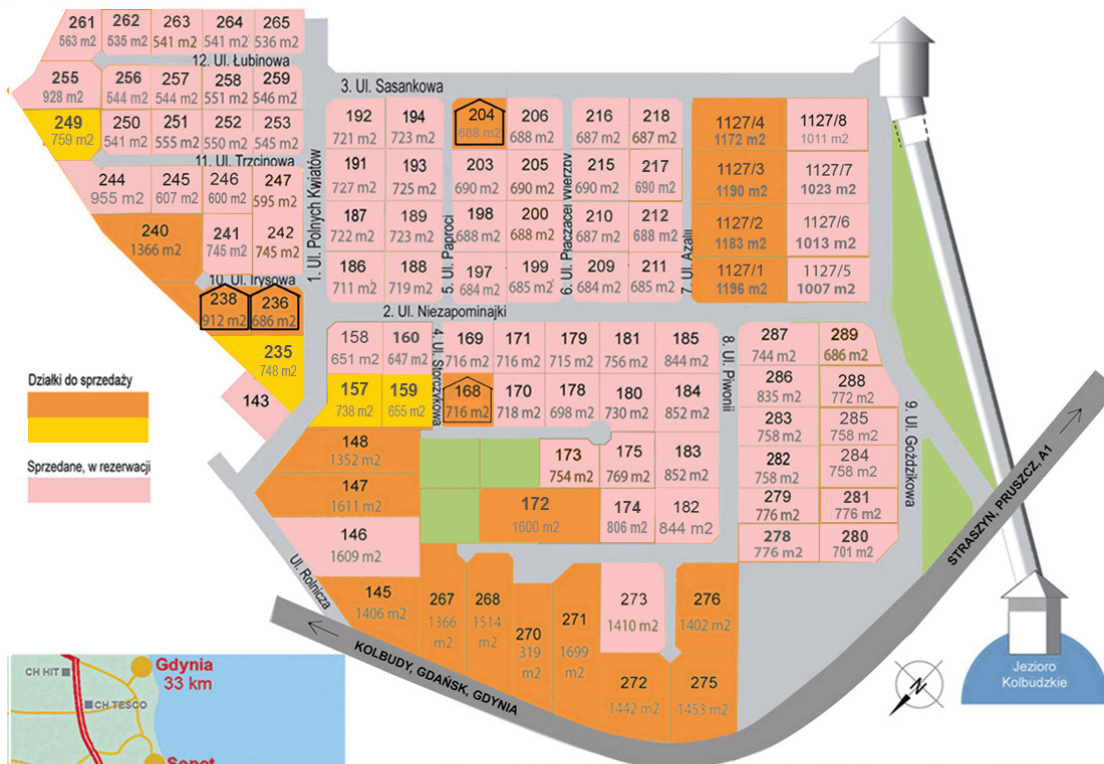 261
563 m2
262
535 m2
263
541 m2
264
541 m2
265
536 m2
12. Ul. Łubinowa
255
928 m2
256
544 m2
257
544 m2
258
551 m2
259
546 m2
249
759 m2
250
541 m2
251
555 m2
252
550 m2
253
545 m2
11. Ul. Trzcinowa
244
955 m2
245
607 m2
246
600 m2
247
595 m2
240
1366 m2
241
745 m2
242
745 m2
10. Ul. Irysowa
238
912 m2
236
686 m2
235
748 m2
143
1. Ul. Polnych Kwiatów
3. Ul. Sasankowa
192
721 m2
194
723 m2
204
688 m2
206
688 m2
216
687 m2
218
687 m2
1127/4
1172 m2
1127/8
1011 m2
191
727 m2
193
725 m2
203
690 m2
205
690 m2
215
690 m2
217
690 m2
1127/3
1190 m2
1127/7
1023 m2
187
722 m2
189
723 m2
198
688 m2
200
688 m2
210
687 m2
212
688 m2
1127/2
1183 m2
1127/6
1013 m2
186
711 m2
188
719 m2
197
684 m2
199
685 m2
209
684 m2
211
685 m2
1127/1
1196 m2
1127/5
1007 m2
5. Ul. Paproci
6. Ul. Płaczącej Wierzby
7. Ul. Azalii
2. Ul. Niezapominajki
158
651 m2
160
647 m2
169
716 m2
171
716 m2
179
715 m2
181
756 m2
185
844 m2
287
744 m2
289
686 m2
157
738 m2
159
655 m2
168
716 m2
170
718 m2
178
698 m2
180
730 m2
184
852 m2
286
835 m2
288
772 m2
4. Ul. Storczykowa
8. Ul. Piwonii
9. Ul. Goździkowa
283
758 m2
285
758 m2
148
1352 m2
173
754 m2
175
769 m2
183
852 m2
282
758 m2
284
758 m2
147
1611 m2
172
1600 m2
174
806 m2
182
844 m2
279
776 m2
281
776 m2
146
1609 m2
278
776 m2
280
701 m2
145
1406 m2
267
1366
m2
268
1514
m2
270
319
m2
271
1699
m2
273
1410 m2
276
1402 m2
272
1442 m2
275
1453 m2
Ul. Rolnicza
KOLBUDY, GDAŃSK, GDYNIA
STRASZYN, PRUSZCZ, A1
Działki do sprzedaży
Sprzedane, w rezerwacji
CH HIT
Gdynia
33 km
CH TESCO
Sopot
N
Jezioro
Kolbudzkie